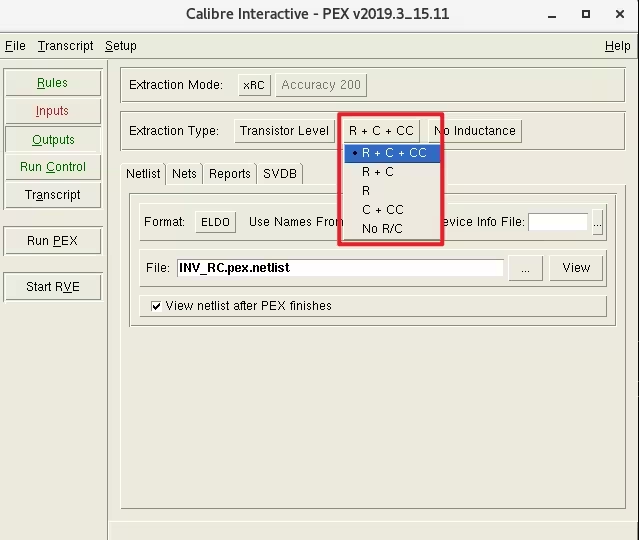 Calibre Interactive - PEX v2019.3_15.11
File Transcript Setup Help
Rules
Inputs
Outputs
Run Control
Transcript
Run PEX
Start RVE
Extraction Mode: xRC Accuracy 200
Extraction Type: Transistor Level R + C + CC No Inductance
R + C + CC
R + C
R
C + CC
No R/C
Netlist Nets Reports SVDB
Format: ELDO Use Names From evice Info File: ...
File: INV_RC.pex.netlist ... View
View netlist after PEX finishes